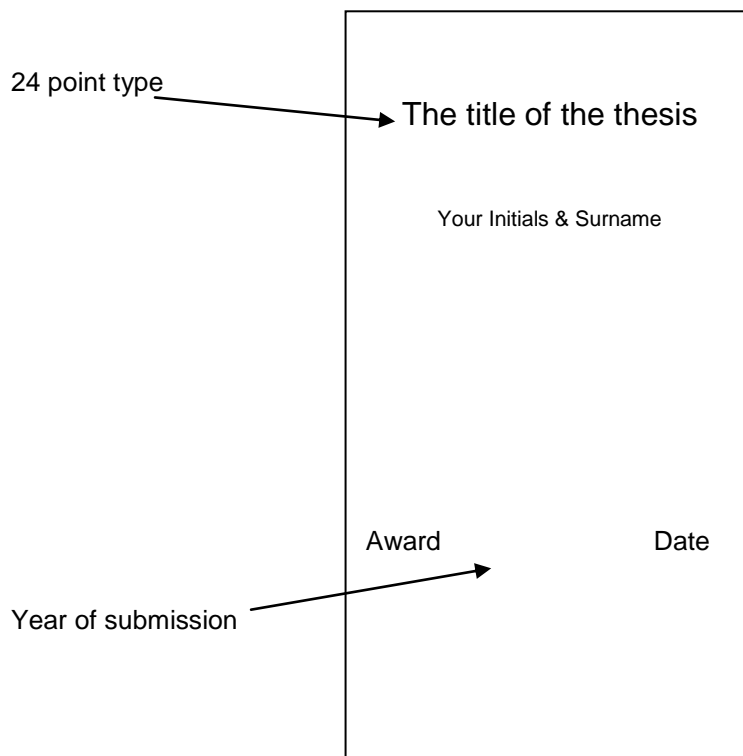 24 point type
The title of the thesis
Your Initials & Surname
Award Date
Year of submission